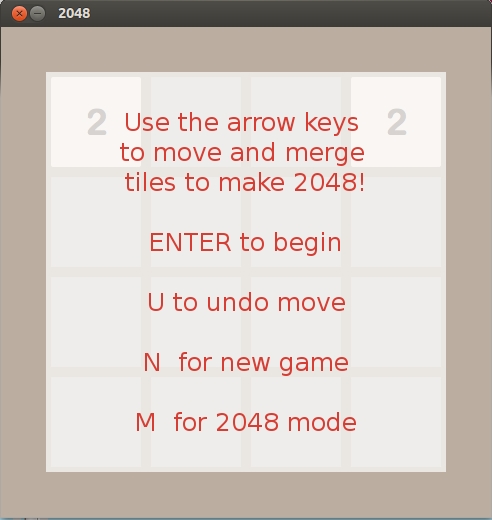 2048
2 2
Use the arrow keys
to move and merge
tiles to make 2048!
ENTER to begin
U to undo move
N for new game
M for 2048 mode